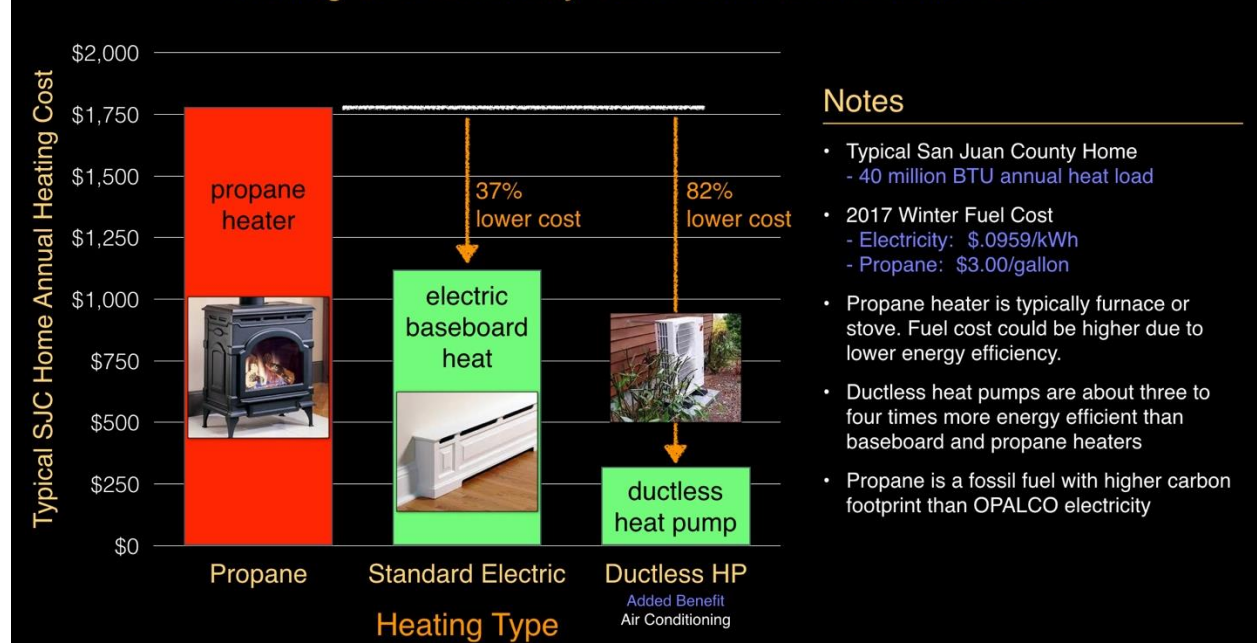 $2,000
$1,750
$1,500
$1,250
$1,000
$750
$500
$250
$0
Typical SJC Home Annual Heating Cost
propane
heater
37%
lower cost
82%
lower cost
electric
baseboard
heat
ductless
heat pump
Propane
Standard Electric
Ductless HP
Added Benefit
Air Conditioning
Heating Type
Notes
• Typical San Juan County Home
- 40 million BTU annual heat load
• 2017 Winter Fuel Cost
- Electricity: $.0959/kWh
- Propane: $3.00/gallon
• Propane heater is typically furnace or
stove. Fuel cost could be higher due to
lower energy efficiency.
• Ductless heat pumps are about three to
four times more energy efficient than
baseboard and propane heaters
• Propane is a fossil fuel with higher carbon
footprint than OPALCO electricity